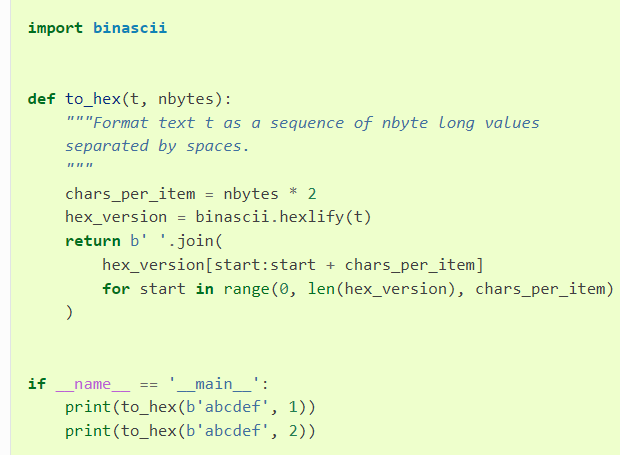 import binascii
def to_hex(t, nbytes):
    """Format text t as a sequence of nbyte long values
    separated by spaces.
    """
    chars_per_item = nbytes * 2
    hex_version = binascii.hexlify(t)
    return b' '.join(
        hex_version[start:start + chars_per_item]
        for start in range(0, len(hex_version), chars_per_item)
    )
if __name__ == '__main__':
    print(to_hex(b'abcdef', 1))
    print(to_hex(b'abcdef', 2))